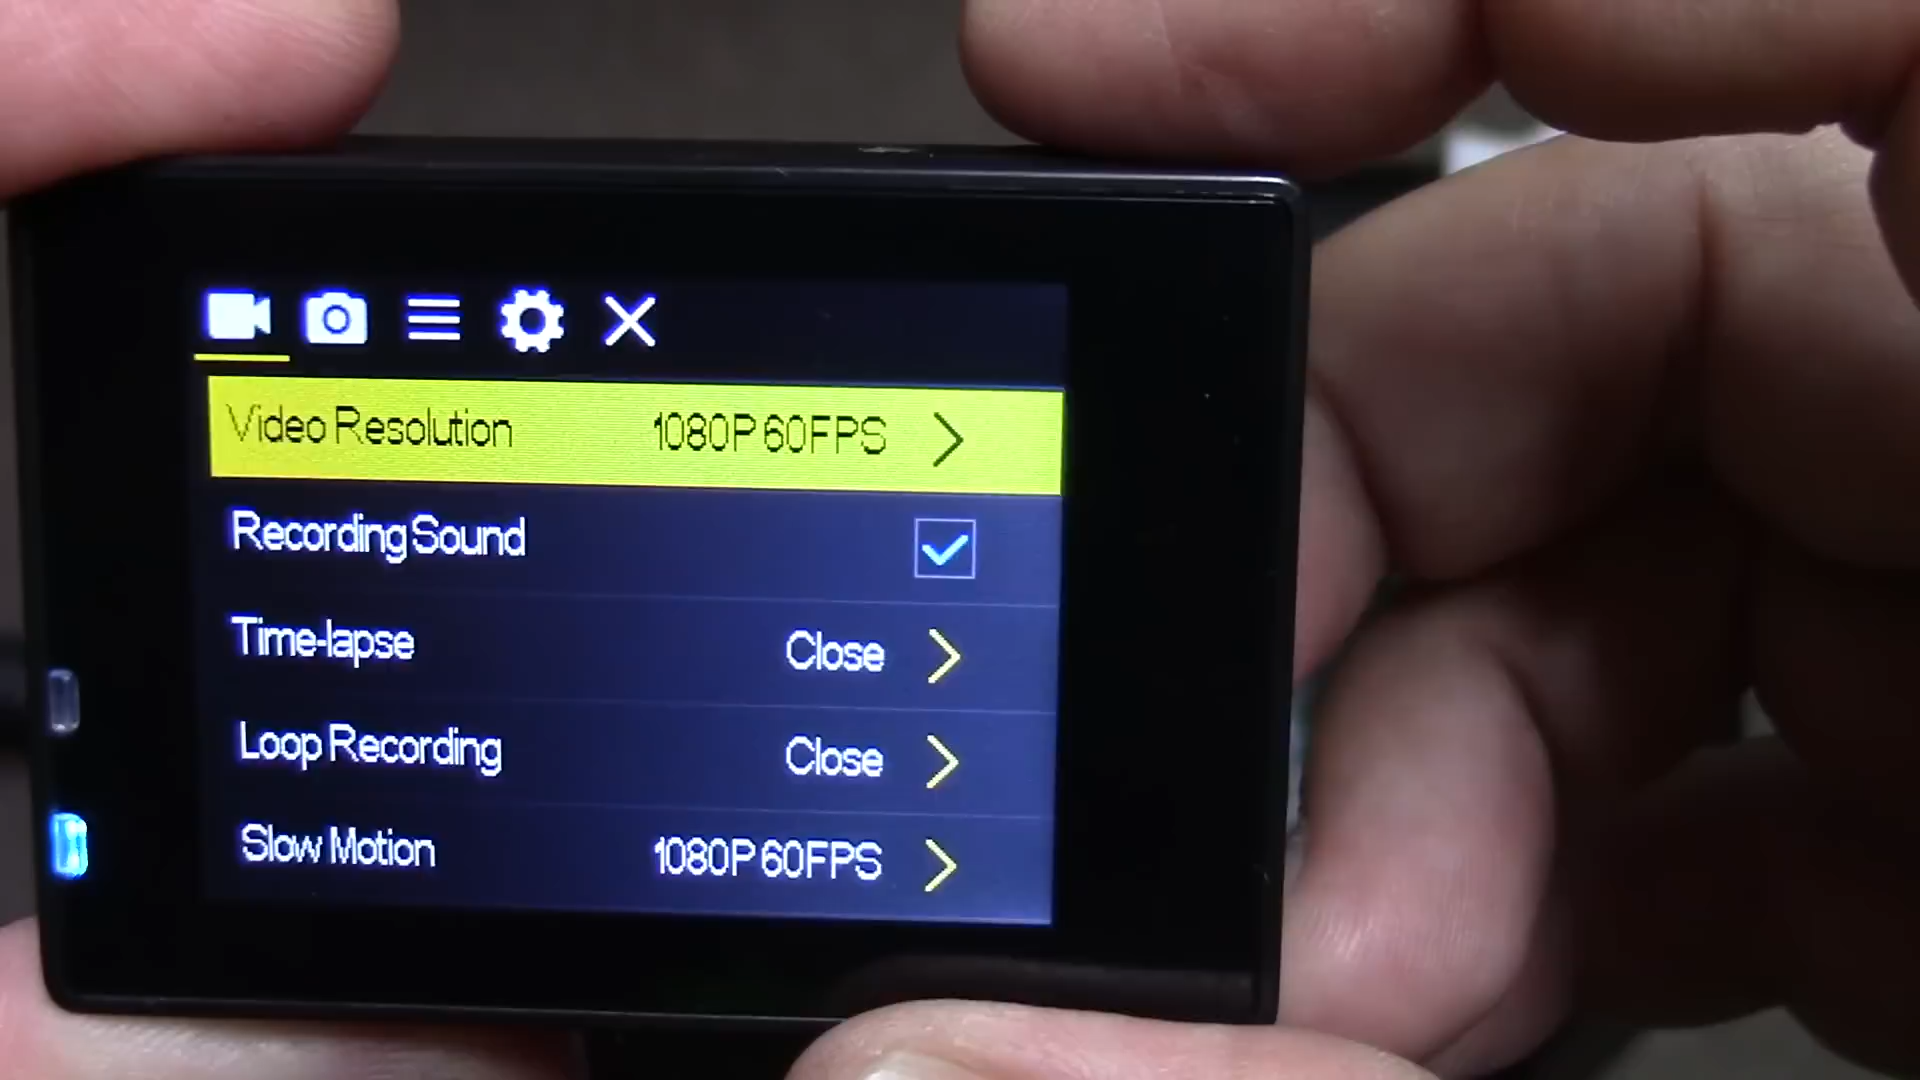 Video Resolution 1080P 60FPS
Recording Sound
Time-lapse Close
Loop Recording Close
Slow Motion 1080P 60FPS